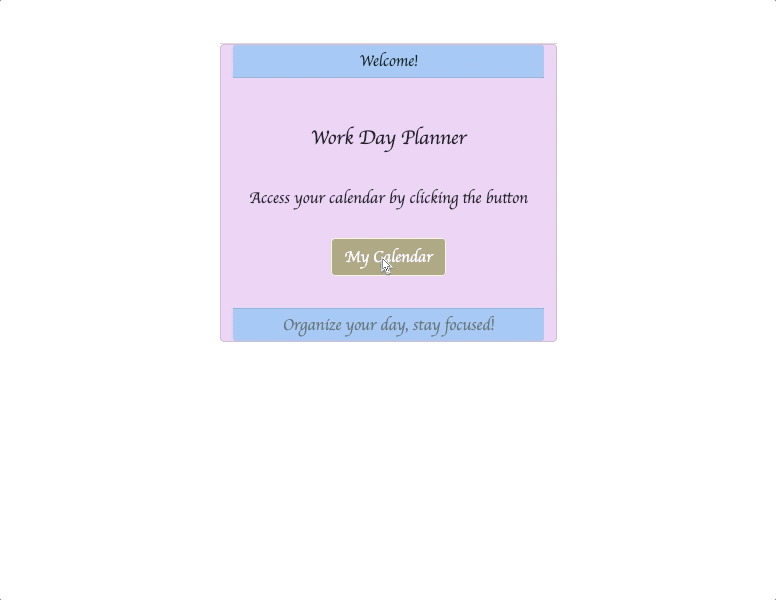 Welcome!
Work Day Planner
Access your calendar by clicking the button
My Calendar
Organize your day, stay focused!